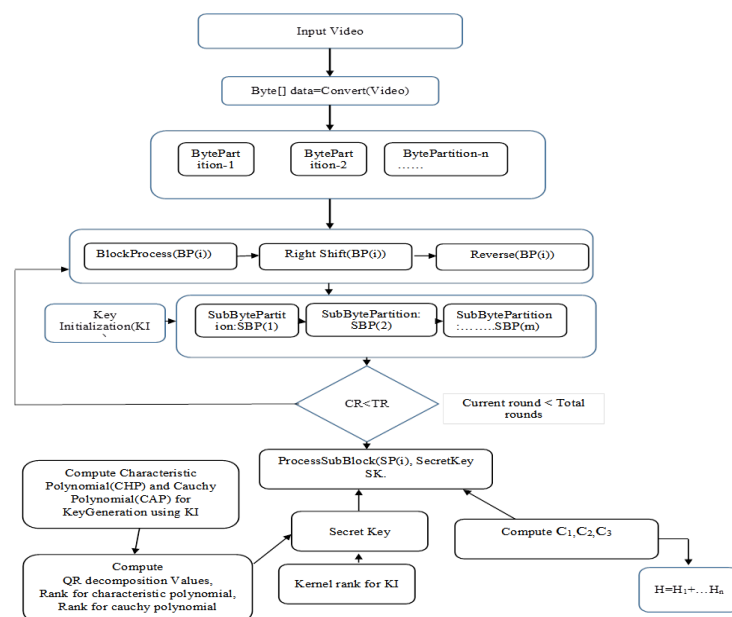 Input Video
Byte[] data=Convert(Video)
BytePart
ition-1
BytePart
ition-2
BytePartition-n
……
BlockProcess(BP(i))
Right Shift(BP(i))
Reverse(BP(i))
Key
Initialization(KI
SubBytePartit
ion:SBP(1)
SubBytePartition:
SBP(2)
SubBytePartition
:……..SBP(m)
CR<TR
Current round < Total
rounds
ProcessSubBlock(SP(i), SecretKey
SK.
Compute Characteristic
Polynomial(CHP) and Cauchy
Polynomial(CAP) for
KeyGeneration using KI
Secret Key
Compute C₁,C₂,C₃
Compute
QR decomposition Values,
Rank for characteristic polynomial,
Rank for cauchy polynomial
Kernel rank for KI
H=H₁+…Hₙ